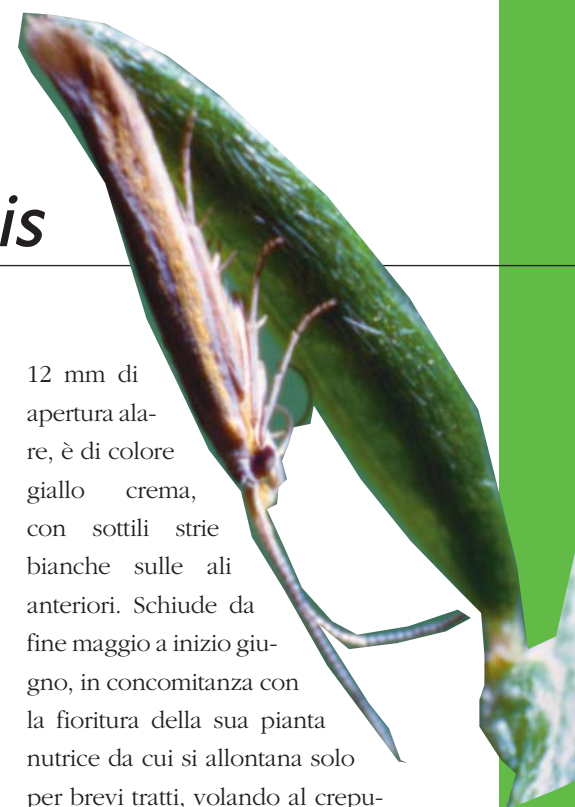 is
12 mm di
apertura ala-
re, è di colore
giallo crema,
con sottili strie
bianche sulle ali
anteriori. Schiude da
fine maggio a inizio giu-
gno, in concomitanza con
la fioritura della sua pianta
nutrice da cui si allontana solo
per brevi tratti, volando al crepu-